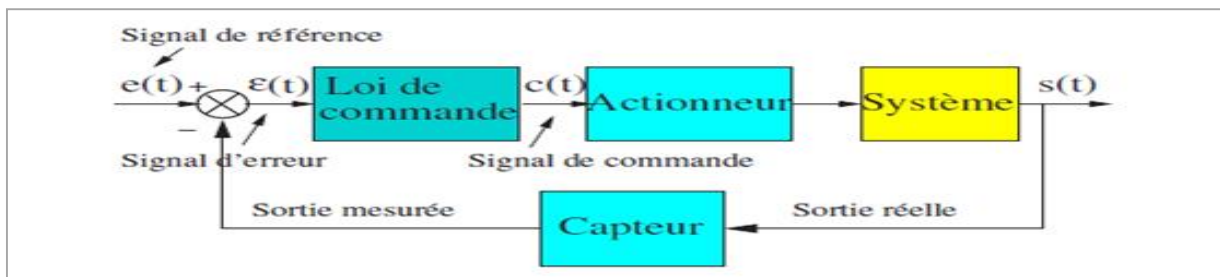 Signal de référence
e(t)
+
ε(t)
Loi de
commande
c(t)
Actionneur
Système
s(t)
−
Signal d'erreur
Signal de commande
Sortie mesurée
Capteur
Sortie réelle